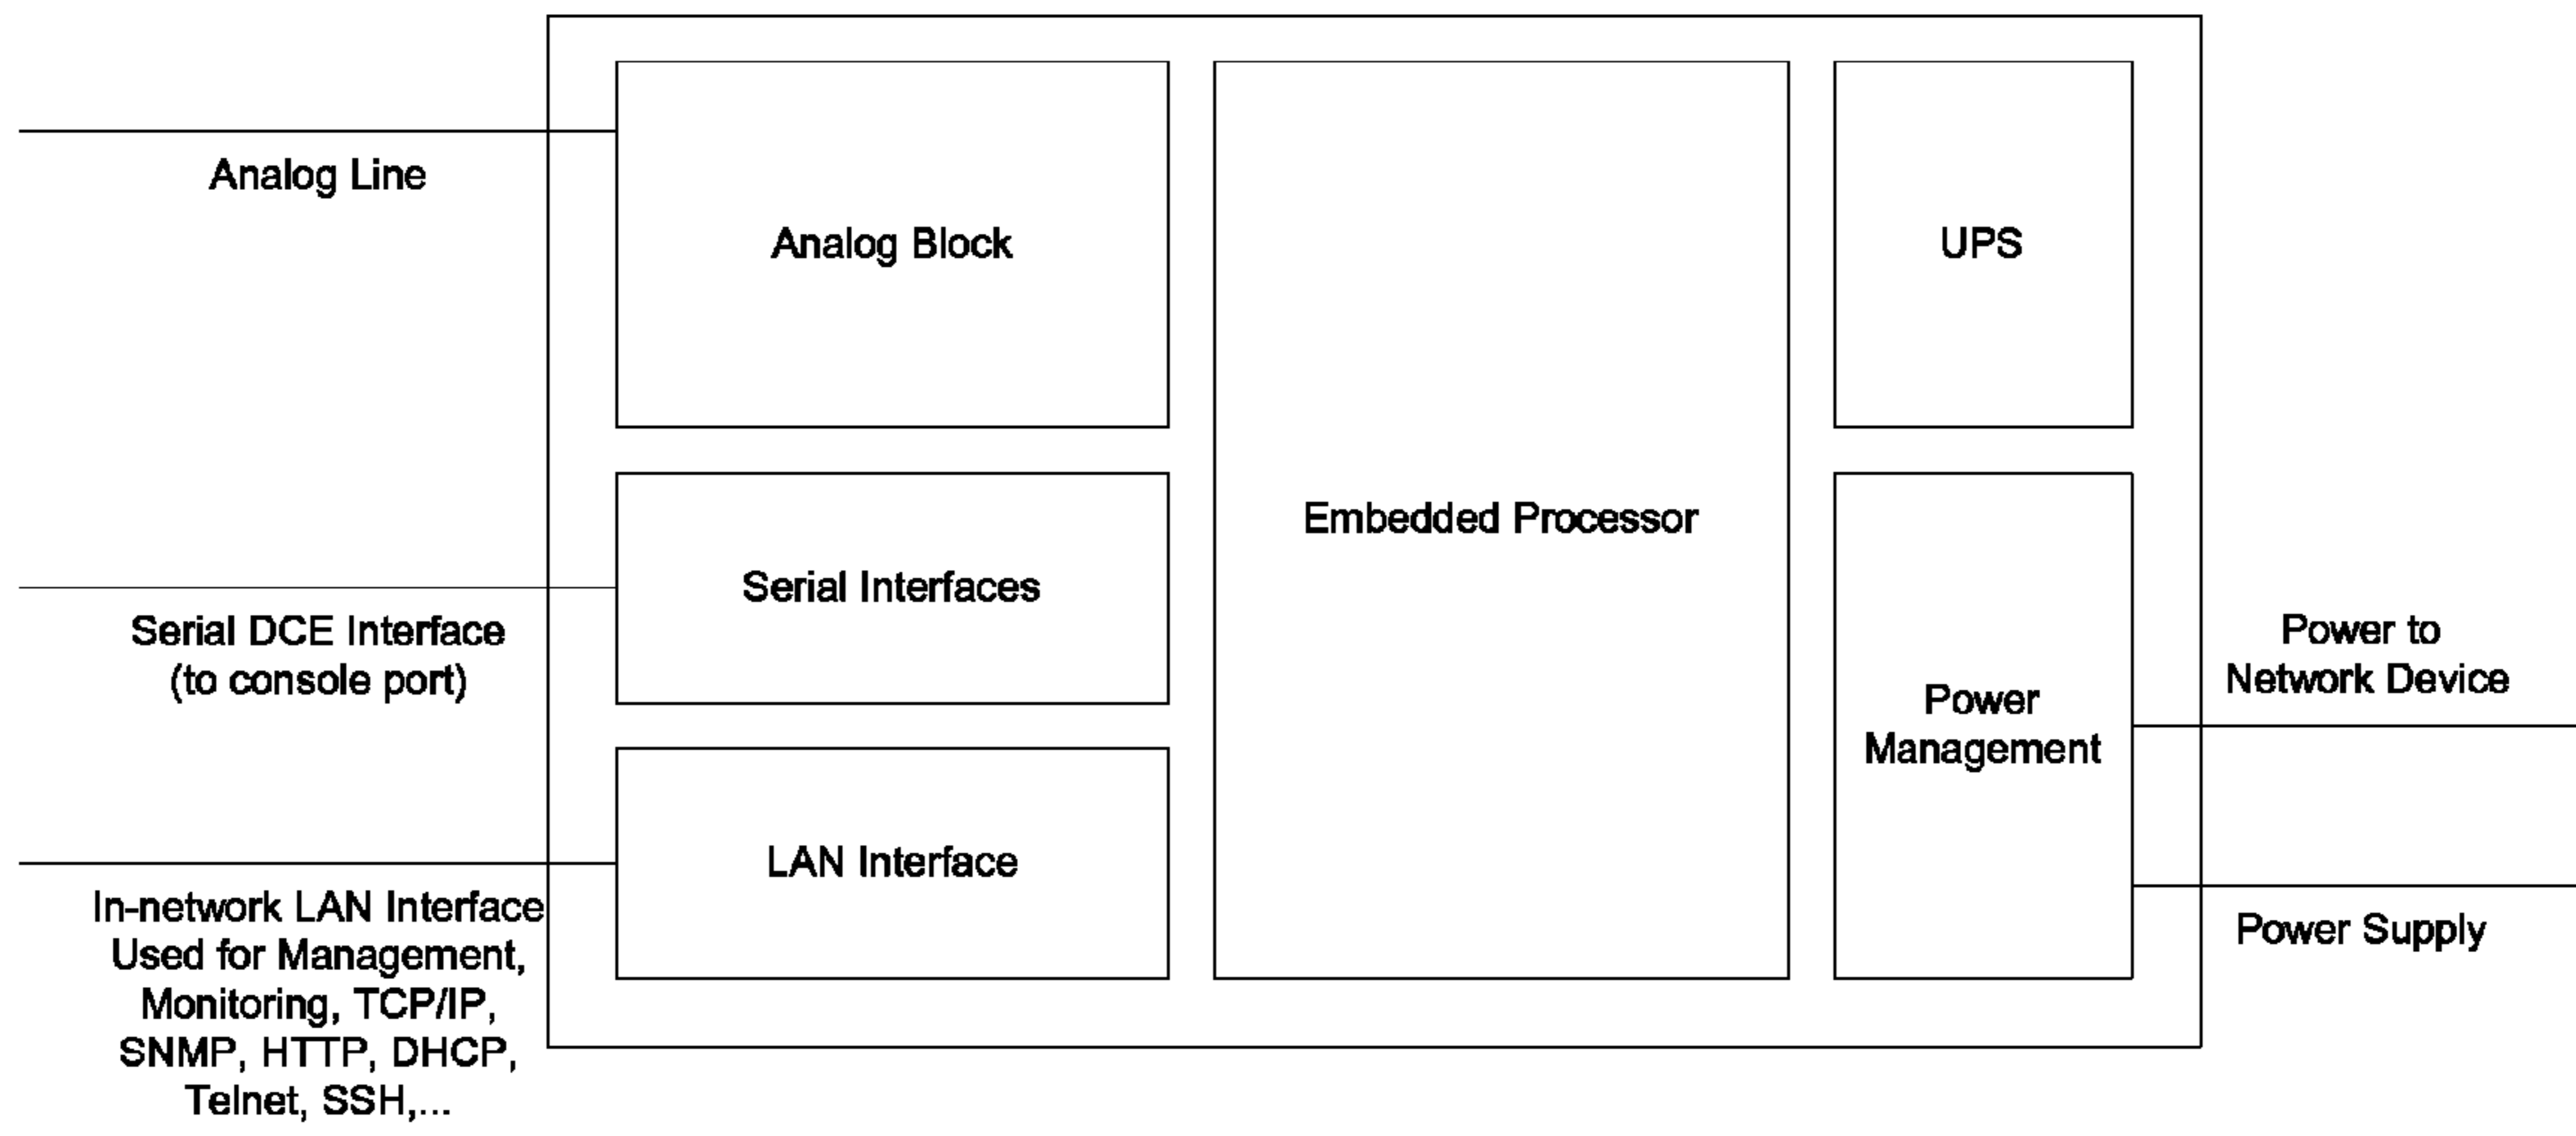 Analog Line
Analog Block
UPS
Embedded Processor
Serial Interfaces
Serial DCE Interface
(to console port)
Power to
Network Device
Power
Management
LAN Interface
In-network LAN Interface
Used for Management,
Monitoring, TCP/IP,
SNMP, HTTP, DHCP,
Telnet, SSH,...
Power Supply